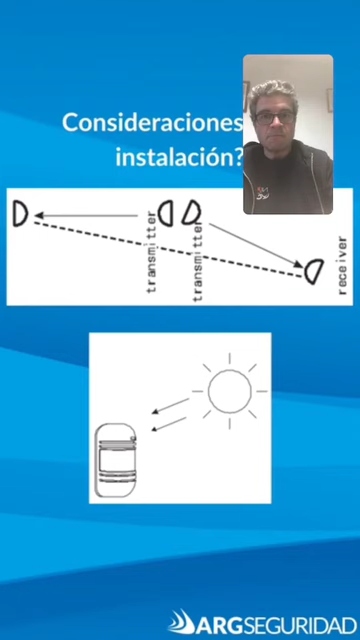 Consideraciones
instalación?
transmitter
transmitter
receiver
ARGSEGURIDAD